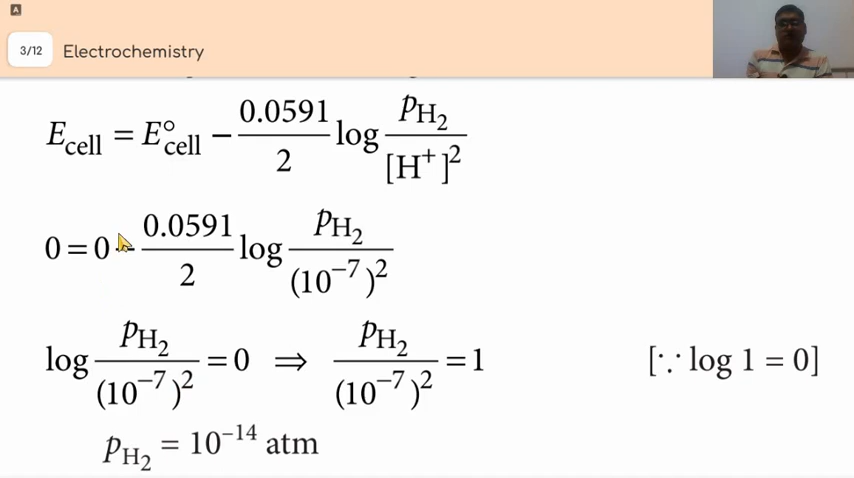 A
3/12 Electrochemistry
E_cell = E°_cell − 0.0591/2 log p_H₂/[H⁺]²
0 = 0 − 0.0591/2 log p_H₂/(10⁻⁷)²
log p_H₂/(10⁻⁷)² = 0 ⇒ p_H₂/(10⁻⁷)² = 1 [∵ log 1 = 0]
p_H₂ = 10⁻¹⁴ atm